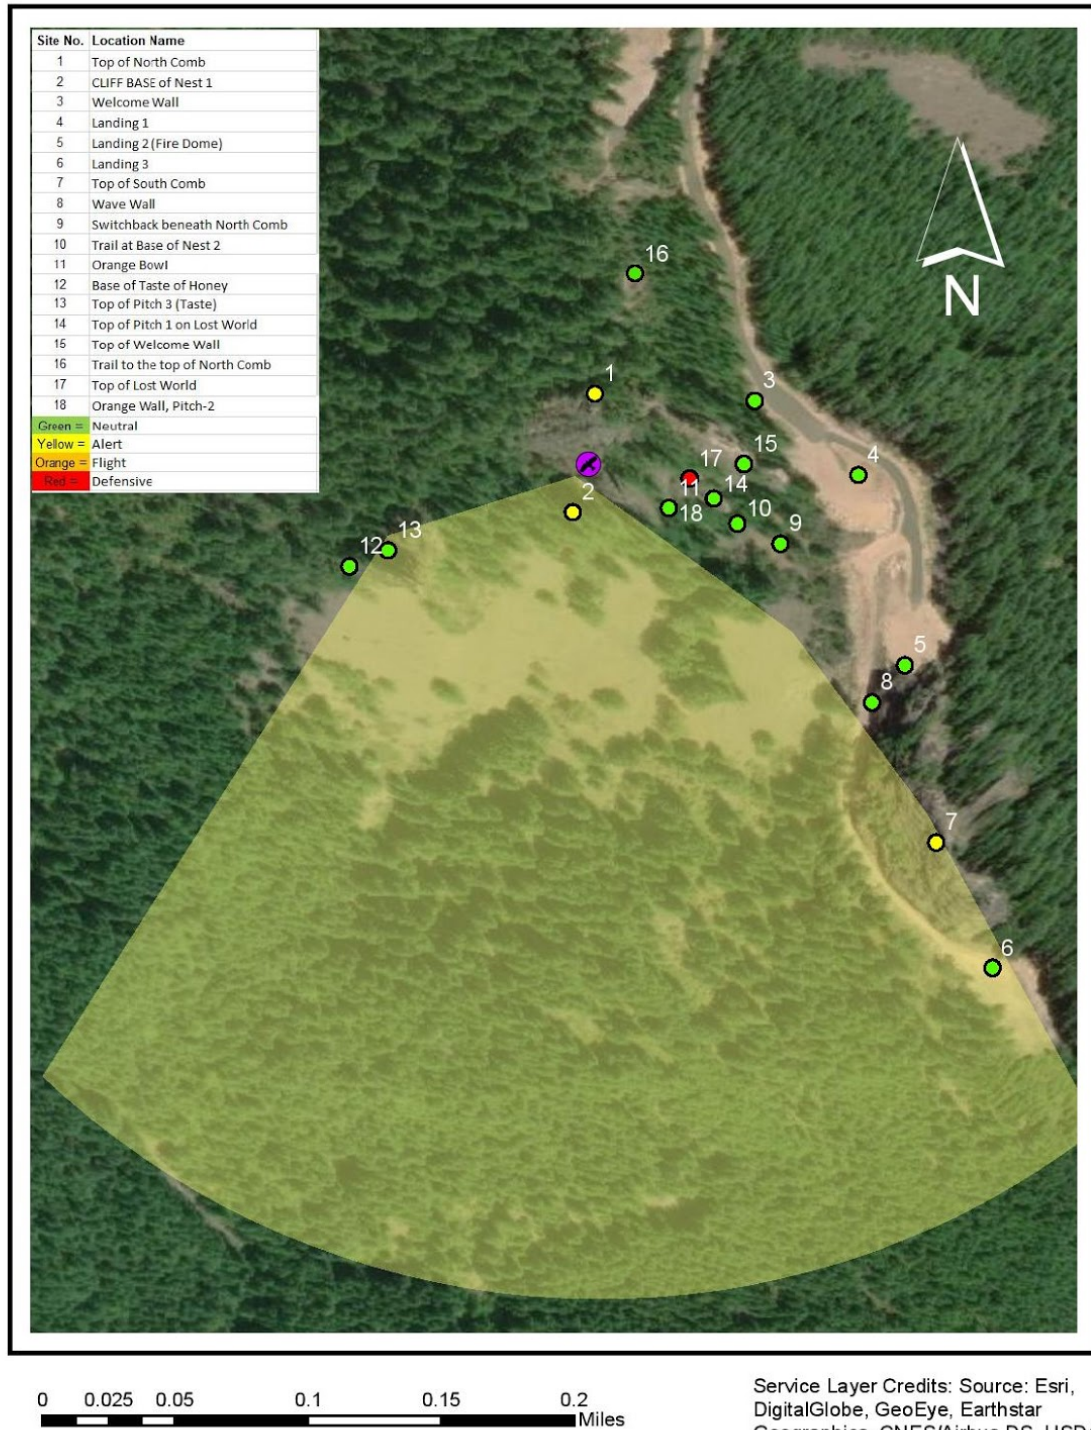 Site No. Location Name
1 Top of North Comb
2 CLIFF BASE of Nest 1
3 Welcome Wall
4 Landing 1
5 Landing 2 (Fire Dome)
6 Landing 3
7 Top of South Comb
8 Wave Wall
9 Switchback beneath North Comb
10 Trail at Base of Nest 2
11 Orange Bowl
12 Base of Taste of Honey
13 Top of Pitch 3 (Taste)
14 Top of Pitch 1 on Lost World
15 Top of Welcome Wall
16 Trail to the top of North Comb
17 Top of Lost World
18 Orange Wall, Pitch-2
Green = Neutral
Yellow = Alert
Orange = Flight
Red = Defensive
16
N
1
3
17
15
4
2
11
14
18
10
9
13
12
5
8
7
6
0 0.025 0.05 0.1 0.15 0.2
Miles
Service Layer Credits: Source: Esri,
DigitalGlobe, GeoEye, Earthstar
Geographics, CNES/Airbus DS, USD